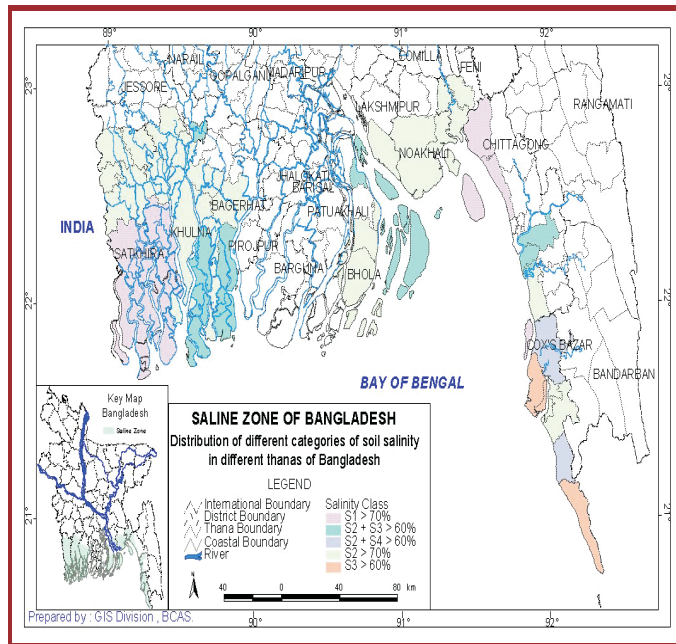 89° 90° 91° 92°
NARAIL
GOPALGANJ
MADARIPUR
COMILLA
FENI
23°
23°
JESSORE
LAKSHMIPUR
RANGAMATI
NOAKHALI
CHITTAGONG
JHALOKATI
BARISAL
BAGERHAT
PATUAKHALI
INDIA
KHULNA
PIROJPUR
SATKHIRA
BARGUNA
BHOLA
22°
22°
COX'S BAZAR
BANDARBAN
BAY OF BENGAL
Key Map
Bangladesh
Saline Zone
SALINE ZONE OF BANGLADESH
Distribution of different categories of soil salinity
in different thanas of Bangladesh
LEGEND
International Boundary
District Boundary
Thana Boundary
Coastal Boundary
River
Salinity Class
S1 > 70%
S2 + S3 > 60%
S2 + S4 > 60%
S2 > 70%
S3 > 60%
21°
21°
N
40 0 40 80 km
Prepared by : GIS Division , BCAS.
90° 91° 92°